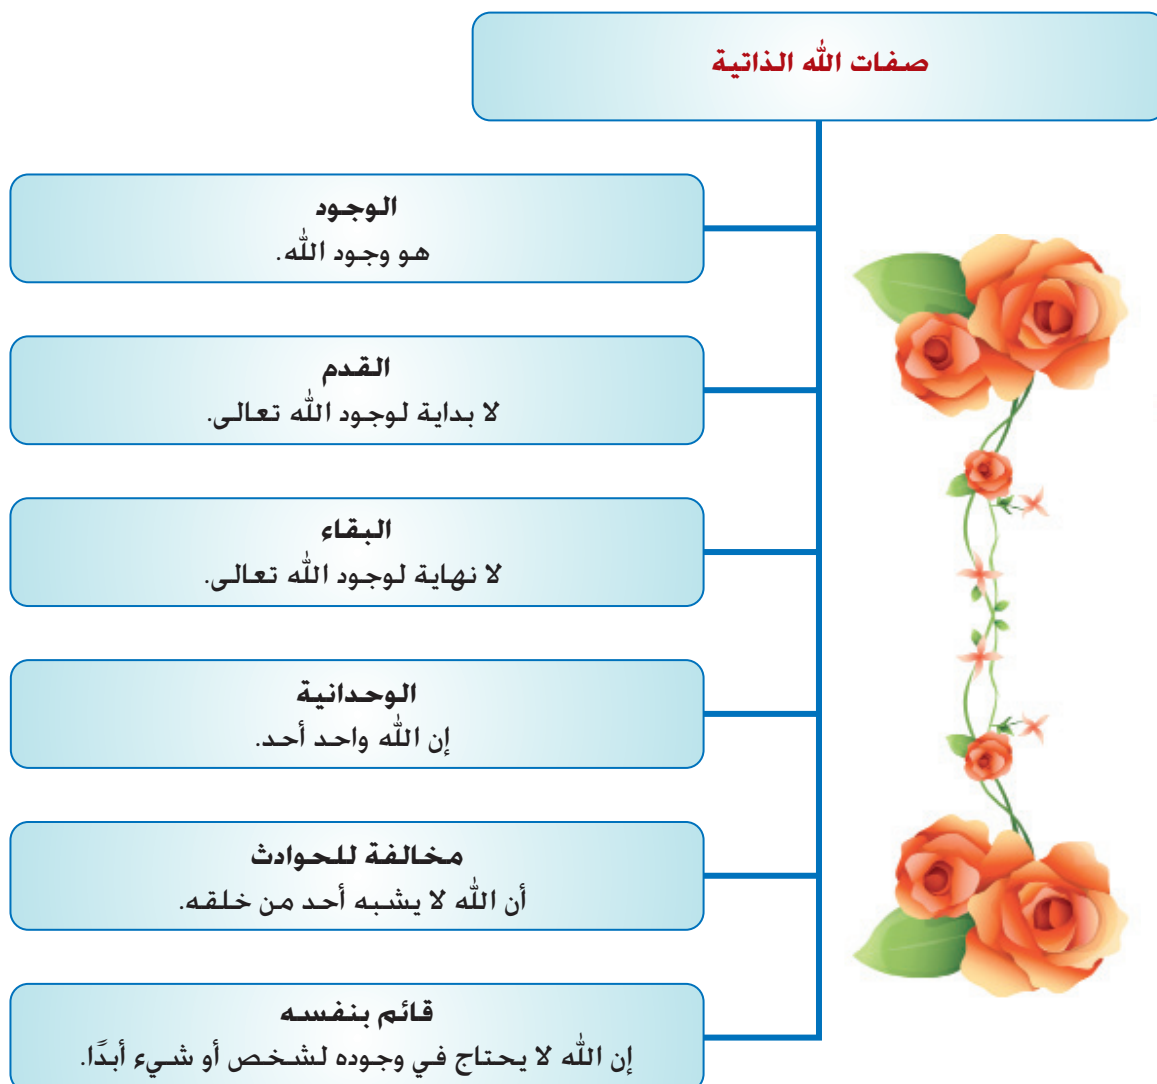 صفات الله الذاتية
الوجود
هو وجود الله.
القدم
لا بداية لوجود الله تعالى.
البقاء
لا نهاية لوجود الله تعالى.
الوحدانية
إن الله واحد أحد.
مخالفة للحوادث
أن الله لا يشبه أحد من خلقه.
قائم بنفسه
إن الله لا يحتاج في وجوده لشخص أو شيء أبدًا.